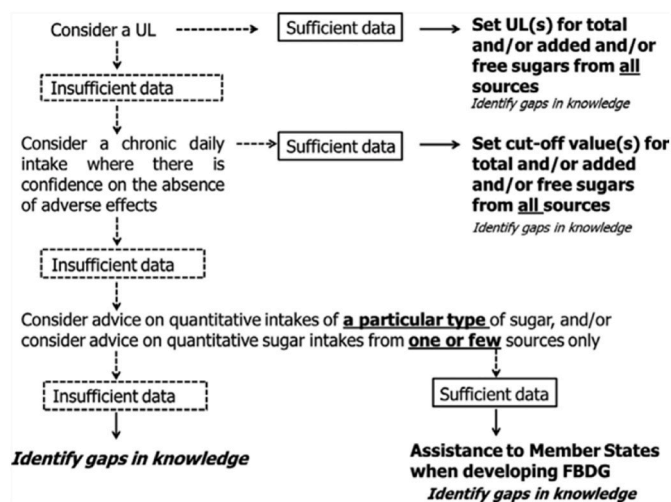 Consider a UL
Sufficient data
Set UL(s) for total
and/or added and/or
free sugars from all
sources
Identify gaps in knowledge
Insufficient data
Consider a chronic daily
intake where there is
confidence on the absence
of adverse effects
Sufficient data
Set cut-off value(s) for
total and/or added
and/or free sugars
from all sources
Identify gaps in knowledge
Insufficient data
Consider advice on quantitative intakes of a particular type of sugar, and/or
consider advice on quantitative sugar intakes from one or few sources only
Insufficient data
Sufficient data
Identify gaps in knowledge
Assistance to Member States
when developing FBDG
Identify gaps in knowledge